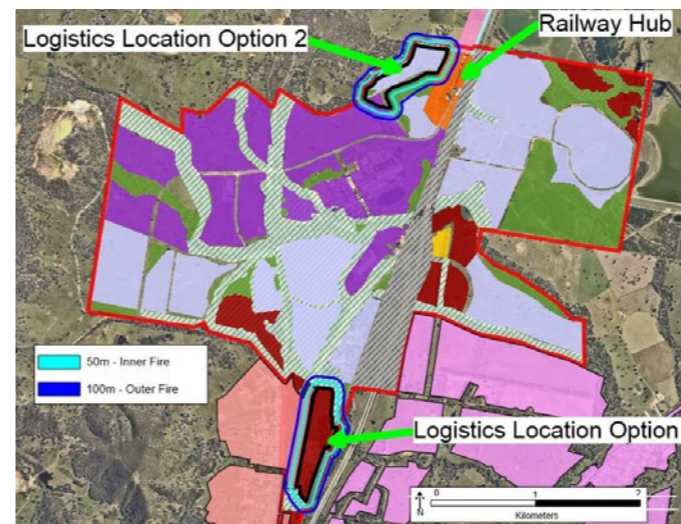 Logistics Location Option 2
Railway Hub
50m - Inner Fire
100m - Outer Fire
Logistics Location Option
N
0 1 2
Kilometers